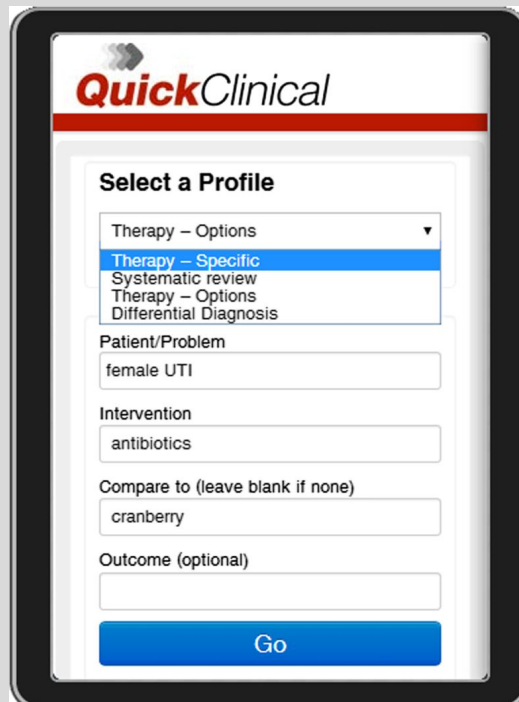 QuickClinical
Select a Profile
Therapy – Options
Therapy – Specific
Systematic review
Therapy – Options
Differential Diagnosis
Patient/Problem
female UTI
Intervention
antibiotics
Compare to (leave blank if none)
cranberry
Outcome (optional)
Go